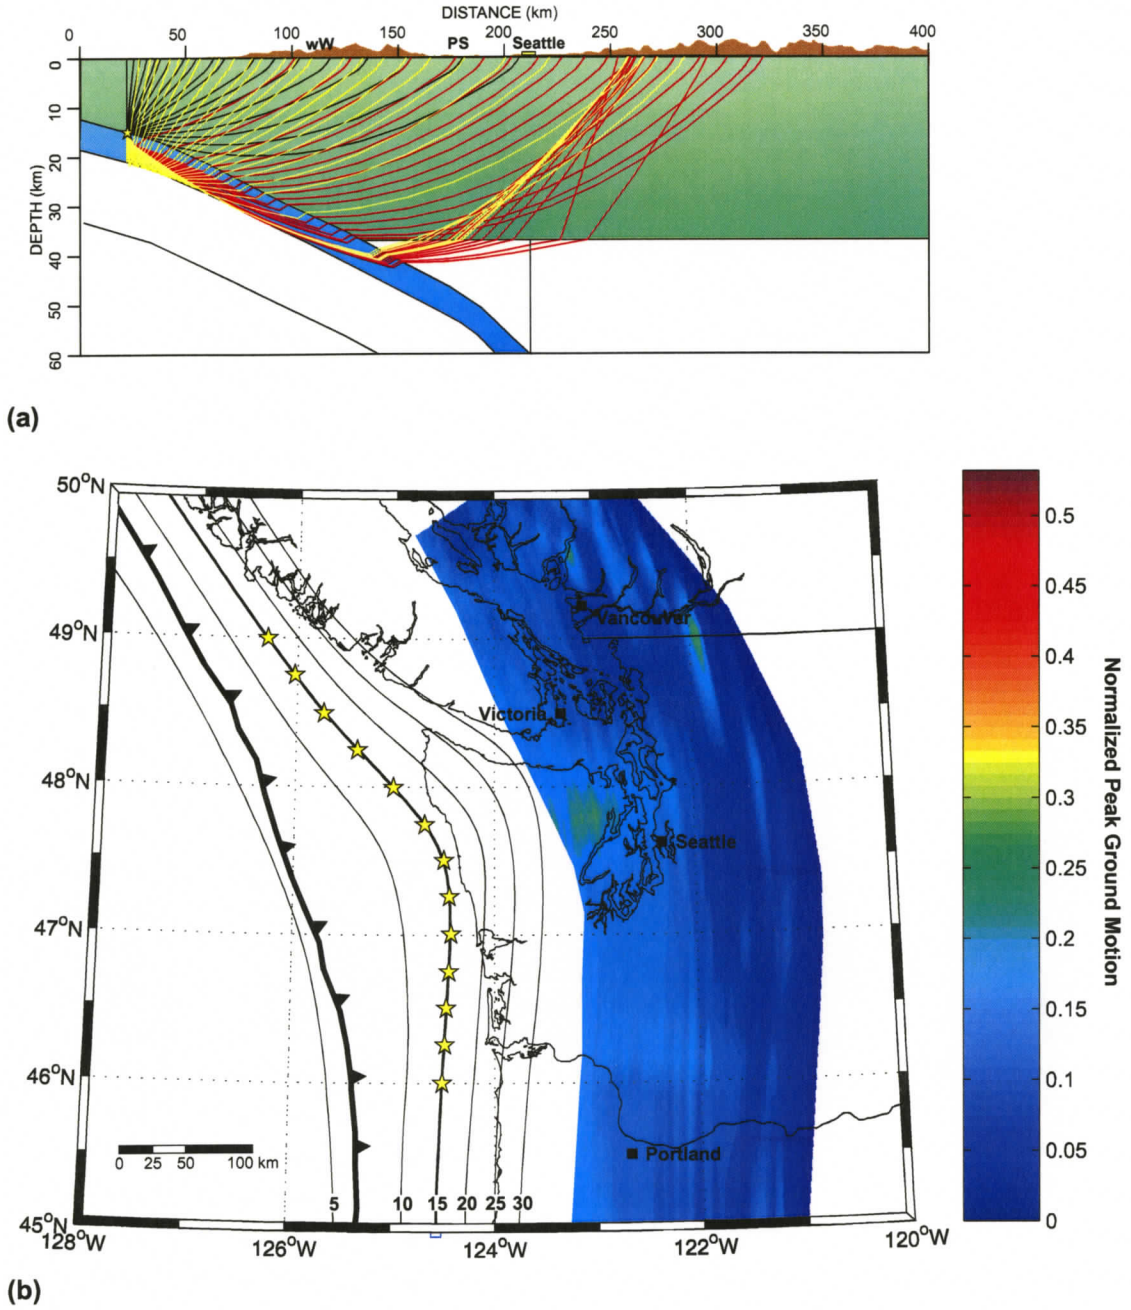 DISTANCE (km)
0 50 100 150 200 250 300 350 400
wW PS Seattle
0
10
20
30
40
50
60
DEPTH (km)
(a)
50°N
49°N
48°N
47°N
46°N
45°N
Vancouver
Victoria
Seattle
Portland
0 25 50 100 km
5 10 15 20 25 30
128°W 126°W 124°W 122°W 120°W
0.5
0.45
0.4
0.35
0.3
0.25
0.2
0.15
0.1
0.05
0
Normalized Peak Ground Motion
(b)